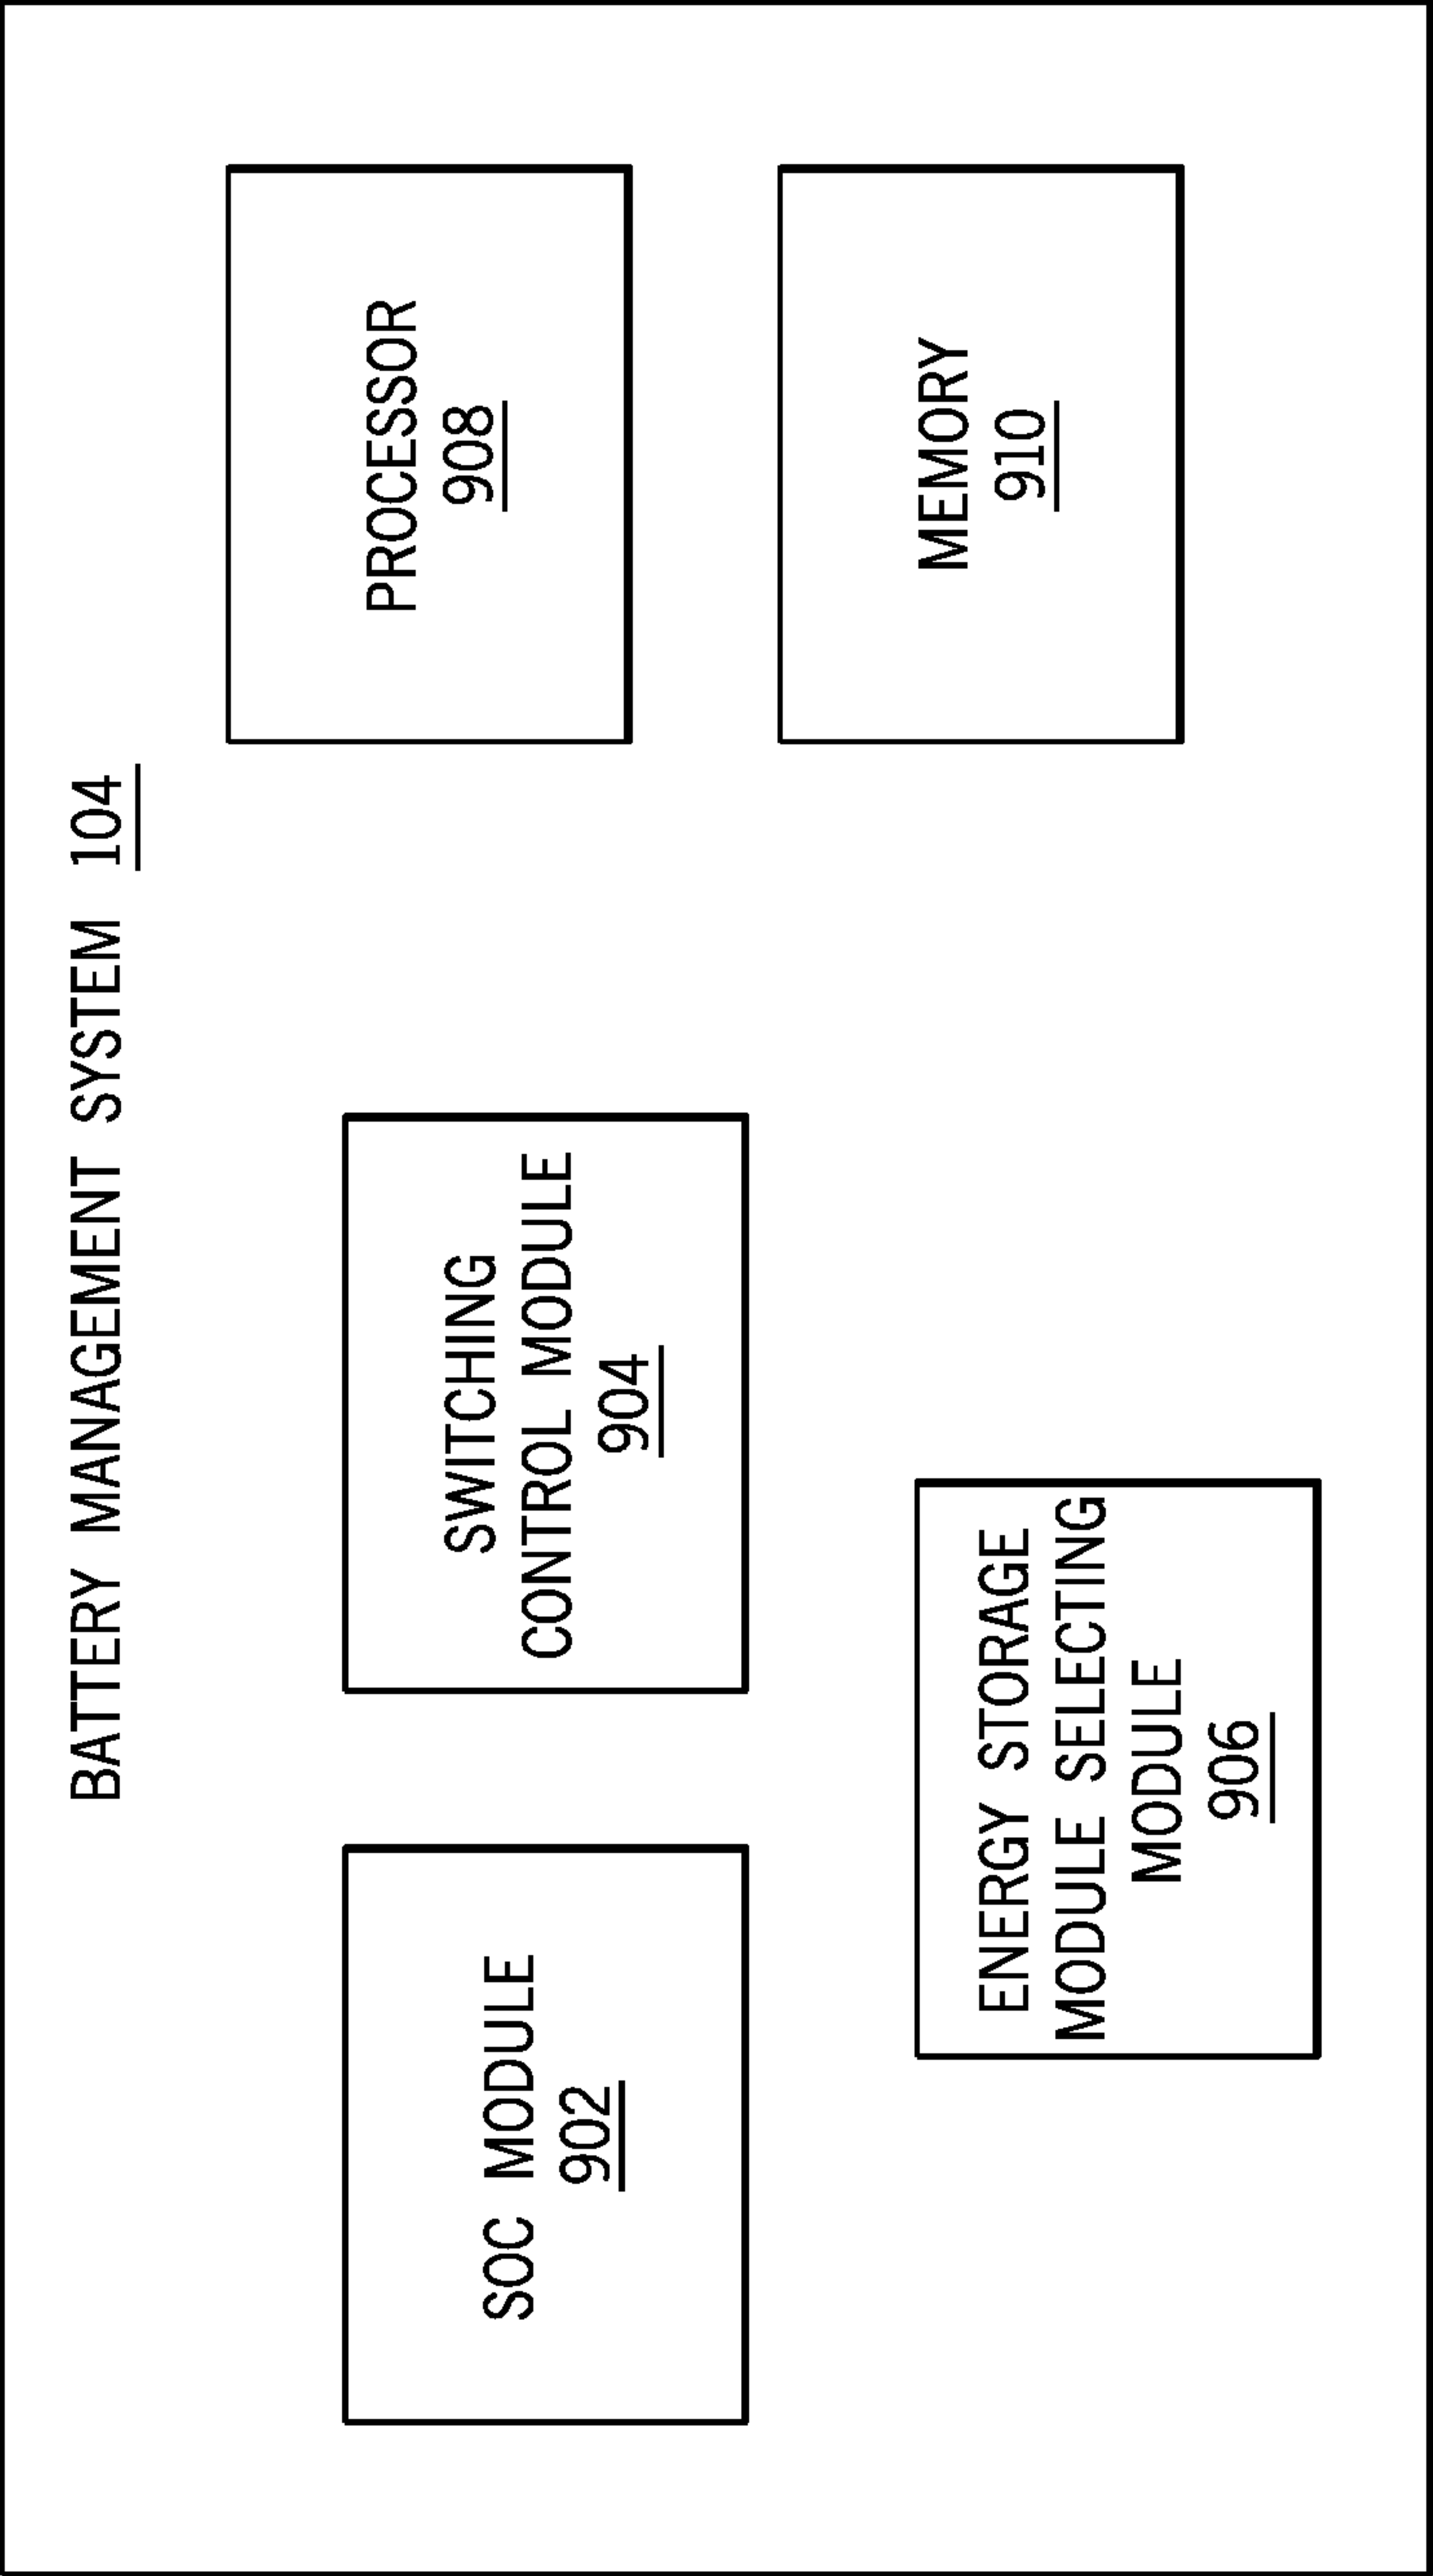 BATTERY MANAGEMENT SYSTEM 104
SOC MODULE
902
SWITCHING
CONTROL MODULE
904
ENERGY STORAGE
MODULE SELECTING
MODULE
906
PROCESSOR
908
MEMORY
910